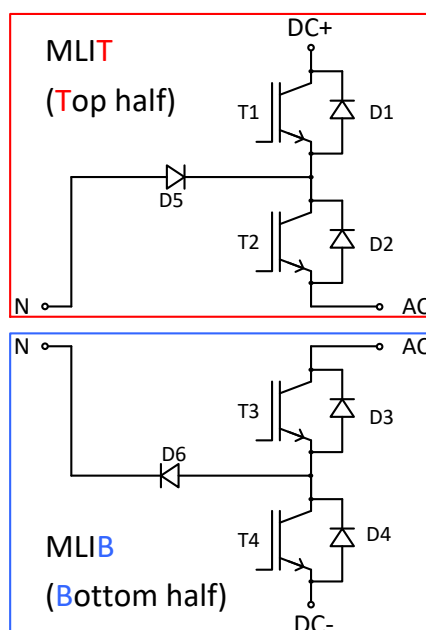 DC+
MLIT
(Top half)
T1
D1
D5
T2
D2
N
AC
N
AC
T3
D3
D6
T4
D4
MLIB
(Bottom half)
DC-